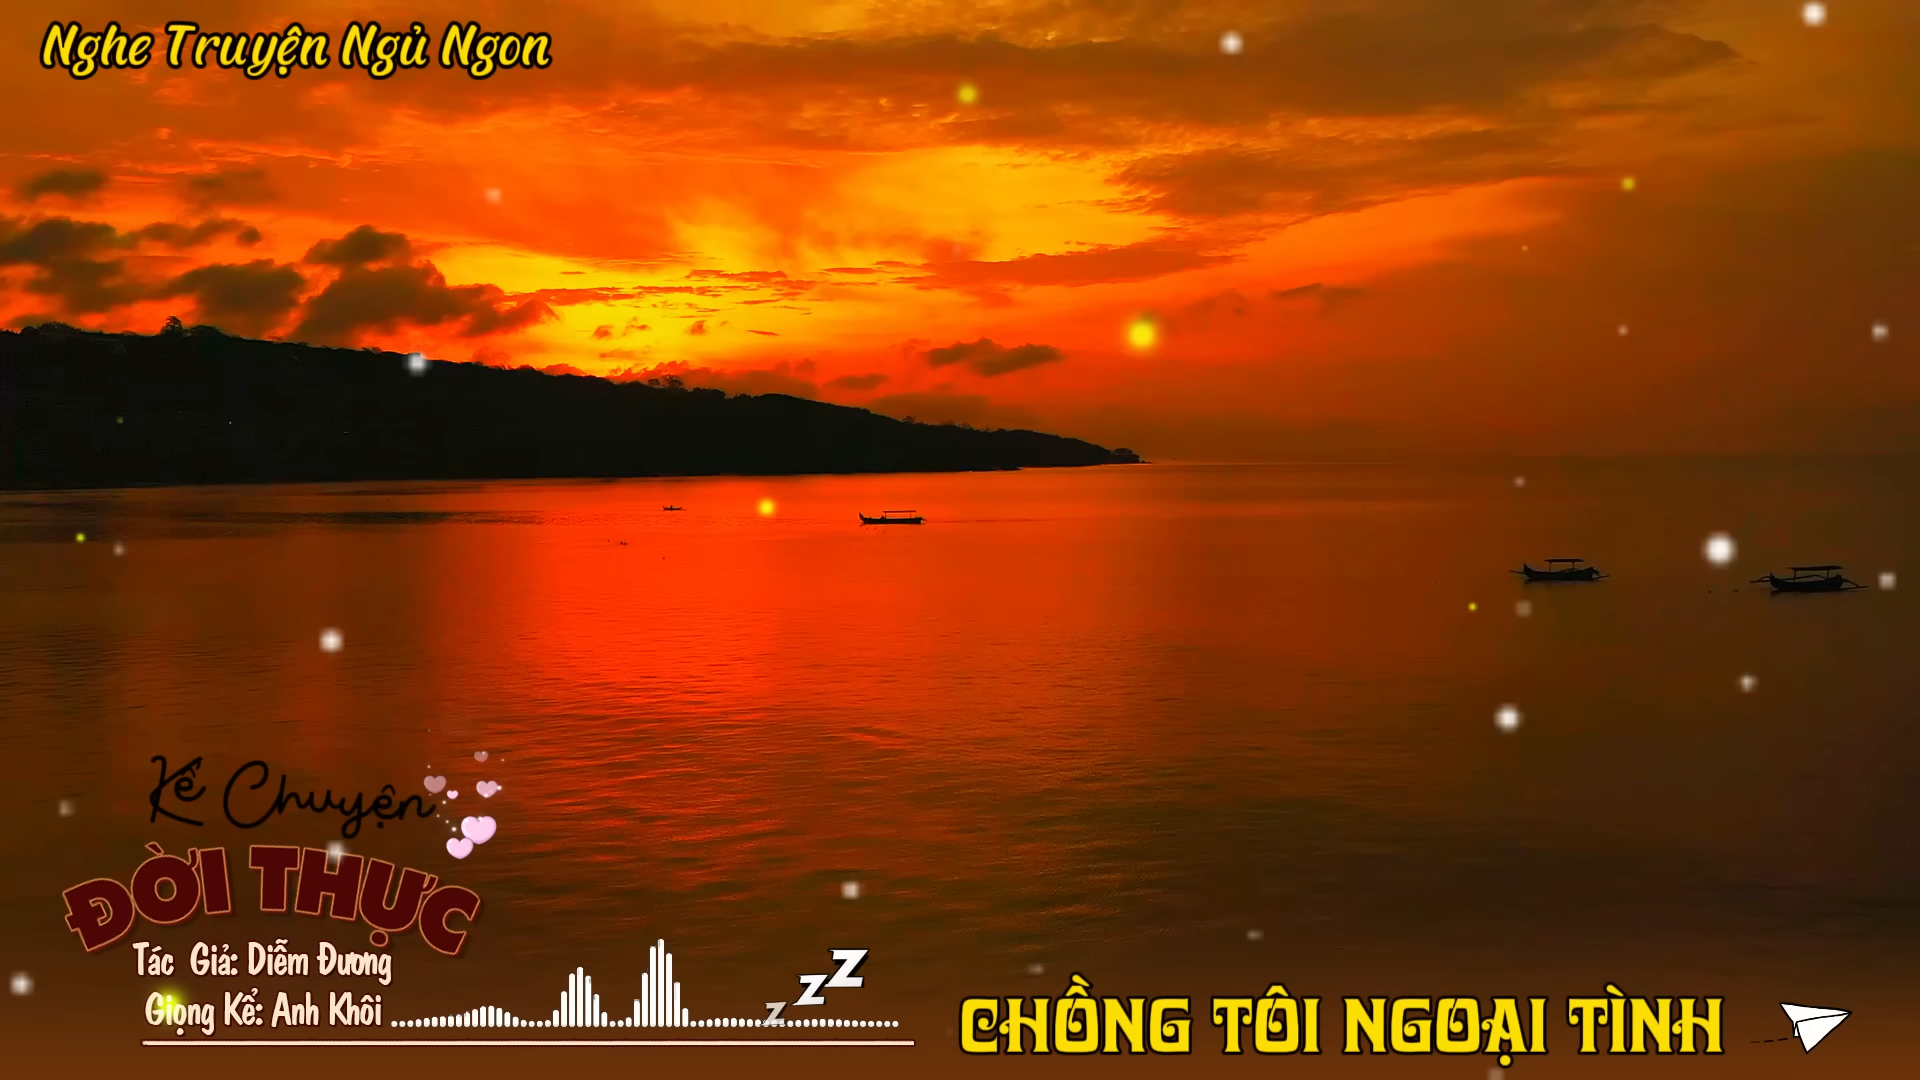 Nghe Truyện Ngủ Ngon
Kể Chuyện
ĐỜI THỰC
Tác Giả: Diễm Đương
Giọng Kể: Anh Khôi
zzz
CHỒNG TÔI NGOẠI TÌNH